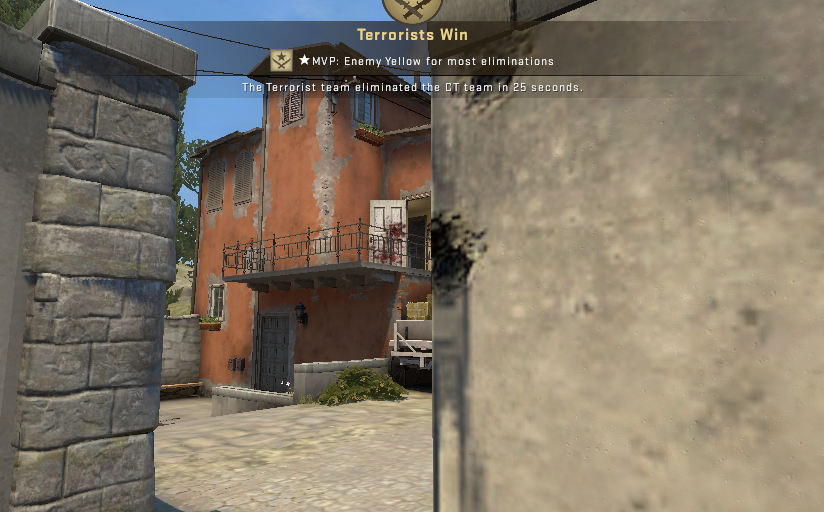 Terrorists Win
★MVP: Enemy Yellow for most eliminations
The Terrorist team eliminated the CT team in 25 seconds.